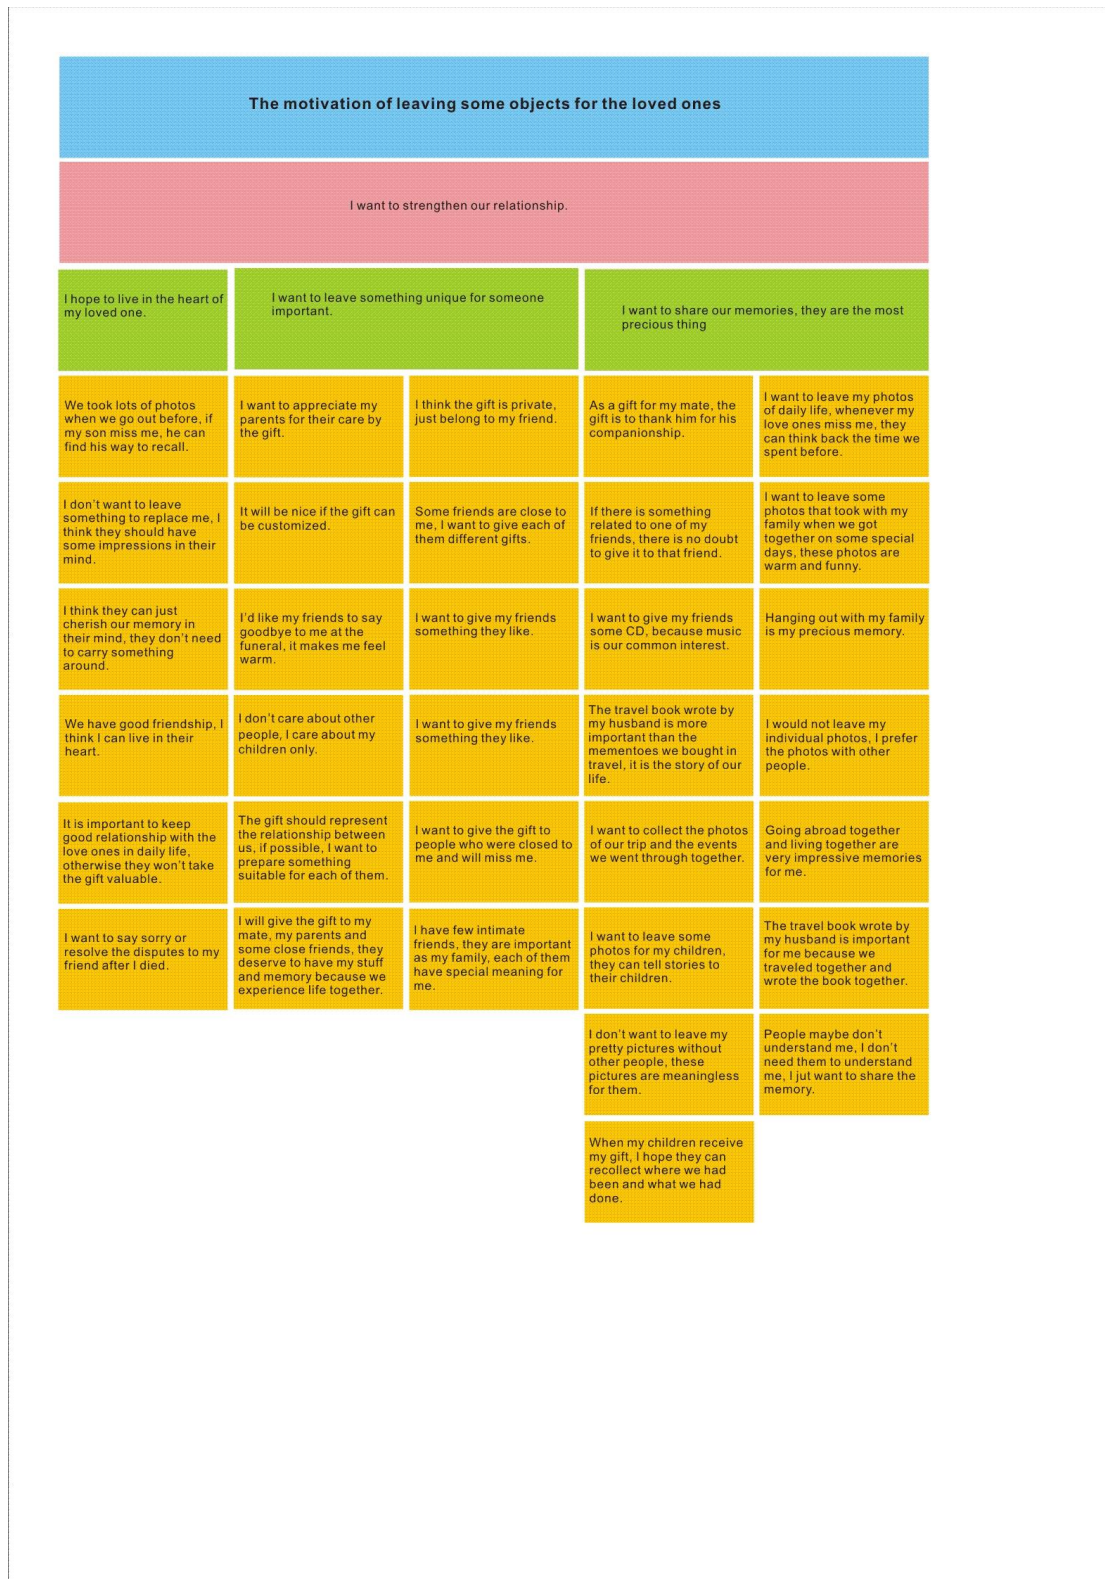 The motivation of leaving some objects for the loved ones
I want to strengthen our relationship.
I hope to live in the heart of
my loved one.
I want to leave something unique for someone
important.
I want to share our memories, they are the most
precious thing
We took lots of photos
when we go out before, if
my son miss me, he can
find his way to recall.
I want to appreciate my
parents for their care by
the gift.
I think the gift is private,
just belong to my friend.
As a gift for my mate, the
gift is to thank him for his
companionship.
I want to leave my photos
of daily life, whenever my
love ones miss me, they
can think back the time we
spent before.
I don't want to leave
something to replace me, I
think they should have
some impressions in their
mind.
It will be nice if the gift can
be customized.
Some friends are close to
me, I want to give each of
them different gifts.
If there is something
related to one of my
friends, there is no doubt
to give it to that friend.
I want to leave some
photos that took with my
family when we got
together on some special
days, these photos are
warm and funny.
I think they can just
cherish our memory in
their mind, they don't need
to carry something
around.
I'd like my friends to say
goodbye to me at the
funeral, it makes me feel
warm.
I want to give my friends
something they like.
I want to give my friends
some CD, because music
is our common interest.
Hanging out with my family
is my precious memory.
We have good friendship, I
think I can live in their
heart.
I don't care about other
people, I care about my
children only.
I want to give my friends
something they like.
The travel book wrote by
my husband is more
important than the
mementoes we bought in
travel, it is the story of our
life.
I would not leave my
individual photos, I prefer
the photos with other
people.
It is important to keep
good relationship with the
love ones in daily life,
otherwise they won't take
the gift valuable.
The gift should represent
the relationship between
us, if possible, I want to
prepare something
suitable for each of them.
I want to give the gift to
people who were closed to
me and will miss me.
I want to collect the photos
of our trip and the events
we went through together.
Going abroad together
and living together are
very impressive memories
for me.
I want to say sorry or
resolve the disputes to my
friend after I died.
I will give the gift to my
mate, my parents and
some close friends, they
deserve to have my stuff
and memory because we
experience life together.
I have few intimate
friends, they are important
as my family, each of them
have special meaning for
me.
I want to leave some
photos for my children,
they can tell stories to
their children.
The travel book wrote by
my husband is important
for me because we
traveled together and
wrote the book together.
I don't want to leave my
pretty pictures without
other people, these
pictures are meaningless
for them.
People maybe don't
understand me, I don't
need them to understand
me, I jut want to share the
memory.
When my children receive
my gift, I hope they can
recollect where we had
been and what we had
done.